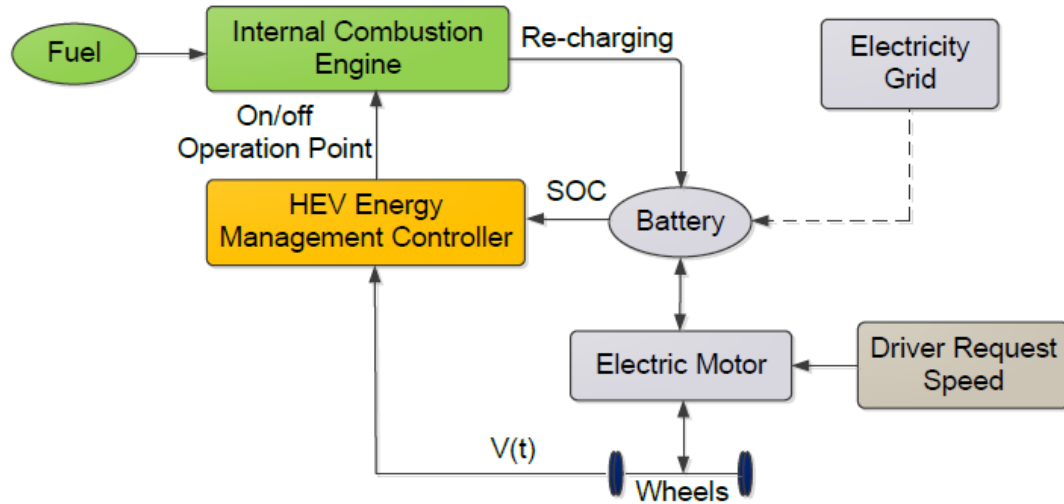 Fuel
Internal Combustion
Engine
Re-charging
Electricity
Grid
On/off
Operation Point
HEV Energy
Management Controller
SOC
Battery
Electric Motor
Driver Request
Speed
V(t)
Wheels